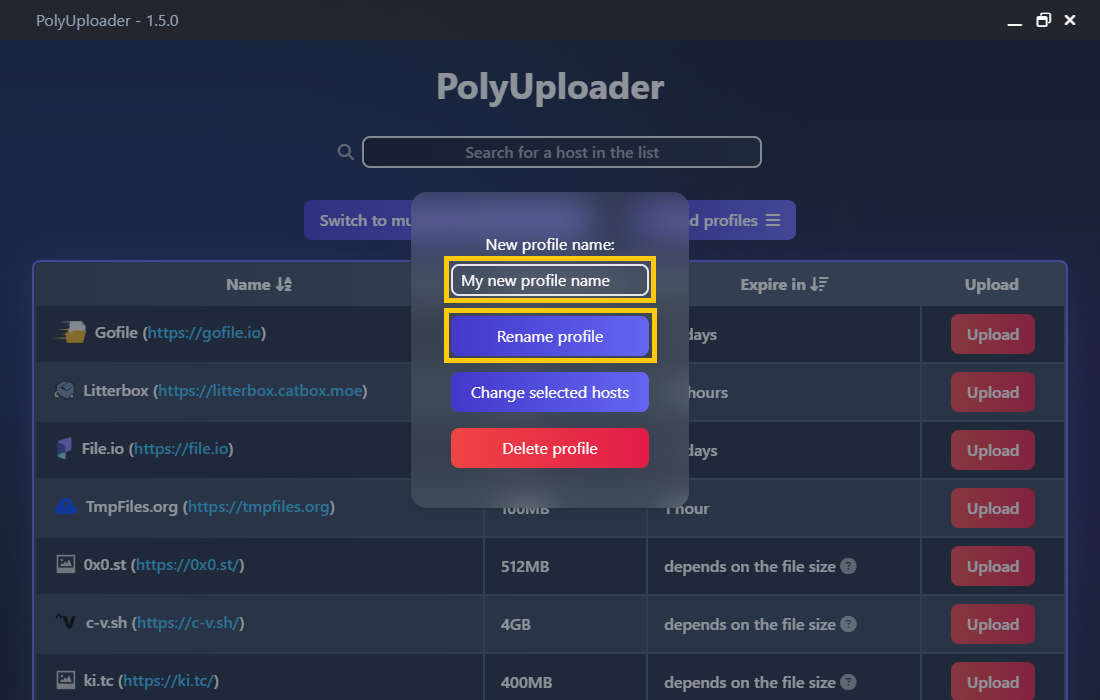 PolyUploader - 1.5.0
PolyUploader
Search for a host in the list
Switch to mu
d profiles
New profile name:
My new profile name
Rename profile
Change selected hosts
Delete profile
Name Expire in Upload
Gofile (https://gofile.io) days Upload
Litterbox (https://litterbox.catbox.moe) hours Upload
File.io (https://file.io) days Upload
TmpFiles.org (https://tmpfiles.org) 100MB 1 hour Upload
0x0.st (https://0x0.st/) 512MB depends on the file size ? Upload
c-v.sh (https://c-v.sh/) 4GB depends on the file size ? Upload
ki.tc (https://ki.tc/) 400MB depends on the file size ? Upload